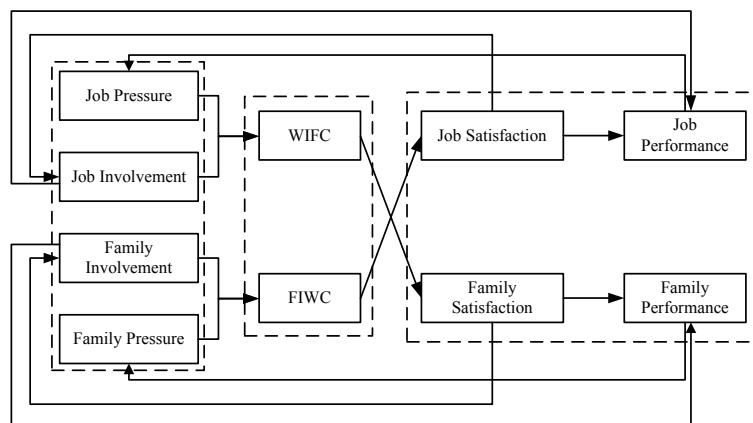 Job Pressure
Job Involvement
Family
Involvement
Family Pressure
WIFC
FIWC
Job Satisfaction
Family
Satisfaction
Job
Performance
Family
Performance